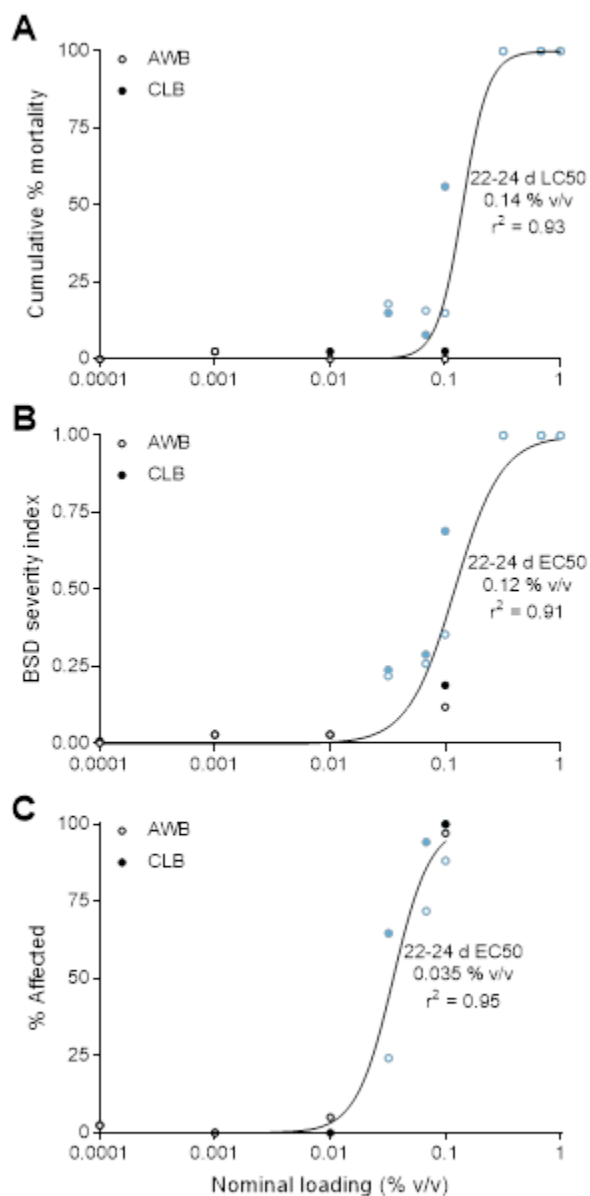 A
100
AWB
CLB
75
22-24 d LC50
0.14 % v/v
r² = 0.93
50
25
0
Cumulative % mortality
0.0001 0.001 0.01 0.1 1
B
1.00
AWB
CLB
0.75
22-24 d EC50
0.12 % v/v
r² = 0.91
0.50
0.25
0.00
BSD severity index
0.0001 0.001 0.01 0.1 1
C
100
AWB
CLB
75
22-24 d EC50
0.035 % v/v
r² = 0.95
50
25
0
% Affected
0.0001 0.001 0.01 0.1 1
Nominal loading (% v/v)